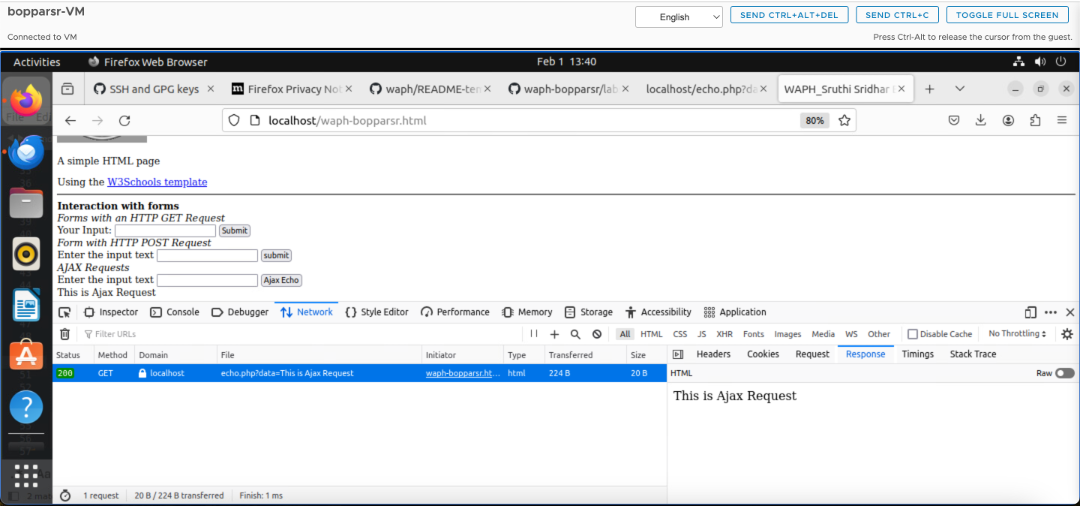 bopparsr-VM
English
SEND CTRL+ALT+DEL
SEND CTRL+C
TOGGLE FULL SCREEN
Connected to VM
Press Ctrl-Alt to release the cursor from the guest.
Activities
Firefox Web Browser
Feb 1 13:40
SSH and GPG keys
Firefox Privacy Not
waph/README-ten
waph-bopparsr/lab
localhost/echo.php?da
WAPH_Sruthi Sridhar
localhost/waph-bopparsr.html
80%
A simple HTML page
Using the W3Schools template
Interaction with forms
Forms with an HTTP GET Request
Your Input: Submit
Form with HTTP POST Request
Enter the input text submit
AJAX Requests
Enter the input text Ajax Echo
This is Ajax Request
Inspector Console Debugger Network {} Style Editor Performance Memory Storage Accessibility Application
Filter URLs
All HTML CSS JS XHR Fonts Images Media WS Other Disable Cache No Throttling
Status Method Domain File Initiator Type Transferred Size
Headers Cookies Request Response Timings Stack Trace
200 GET localhost echo.php?data=This is Ajax Request waph-bopparsr.ht... html 224 B 20 B
HTML Raw
This is Ajax Request
1 request 20 B / 224 B transferred Finish: 1 ms